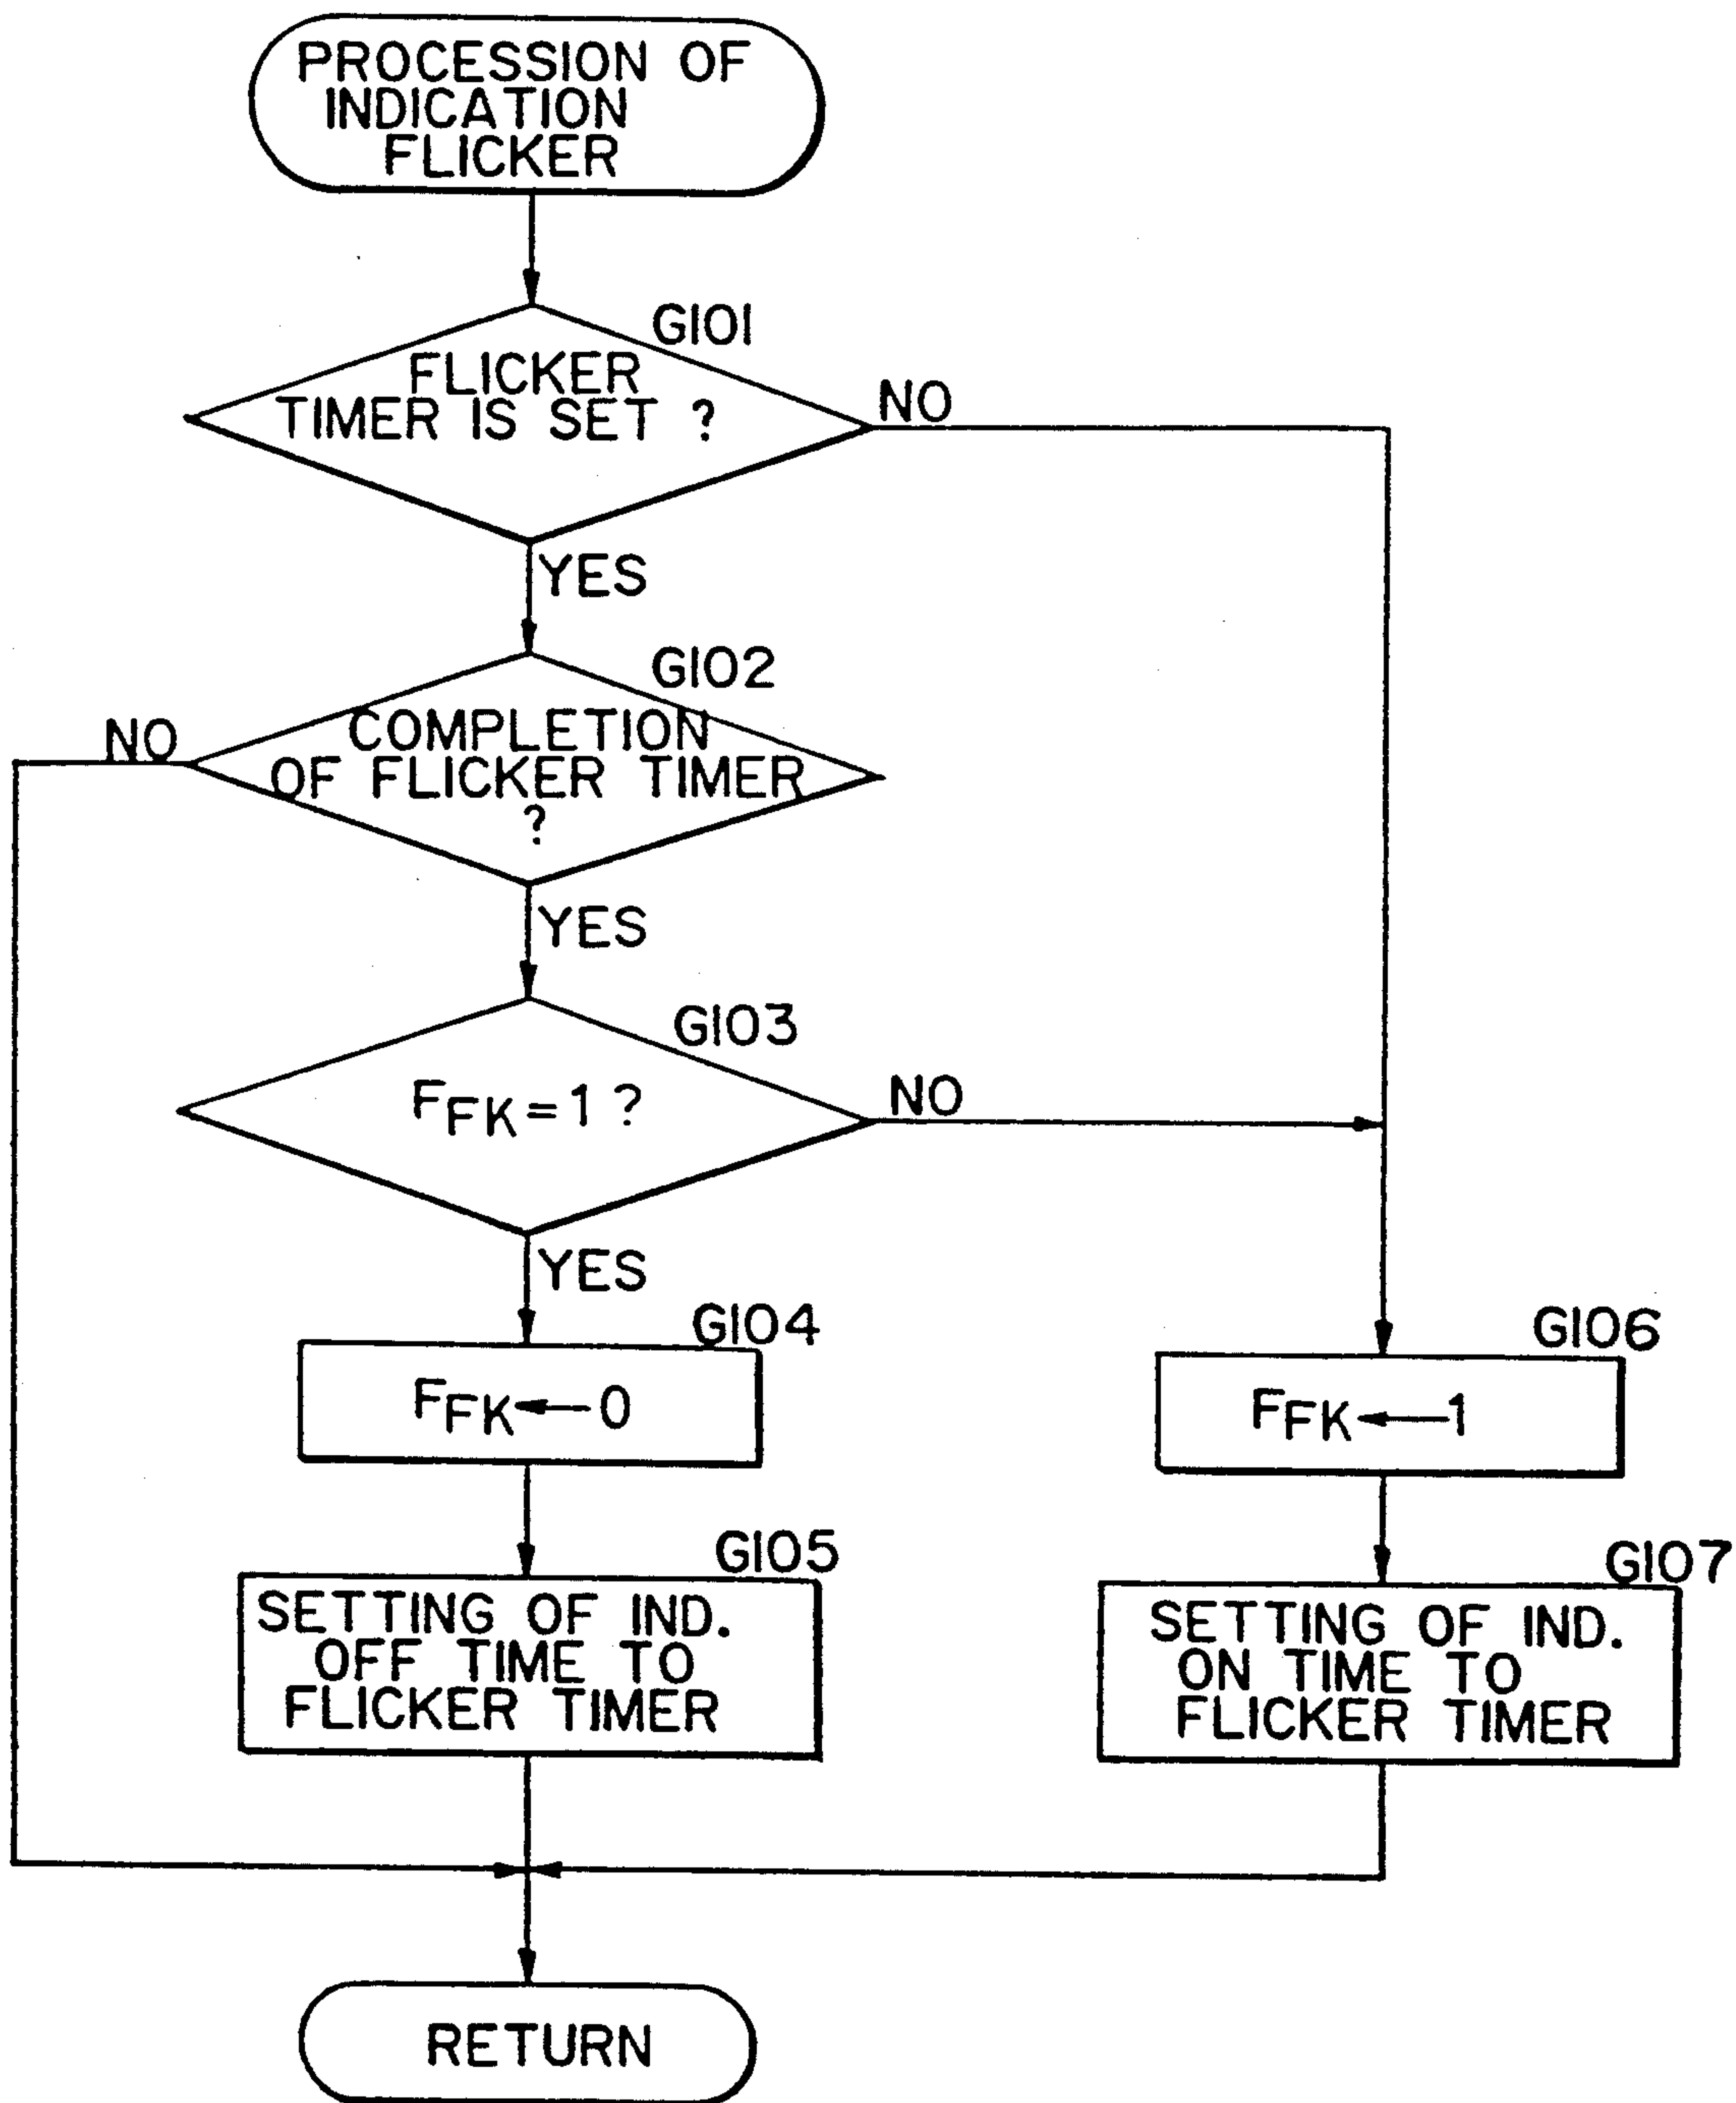 PROCESSION OF
INDICATION
FLICKER
G101
FLICKER
TIMER IS SET ?
NO
YES
G102
NO
COMPLETION
OF FLICKER TIMER
?
YES
G103
FFK=1?
NO
YES
G104
FFK←0
G106
FFK←1
G105
SETTING OF IND.
OFF TIME TO
FLICKER TIMER
G107
SETTING OF IND.
ON TIME TO
FLICKER TIMER
RETURN